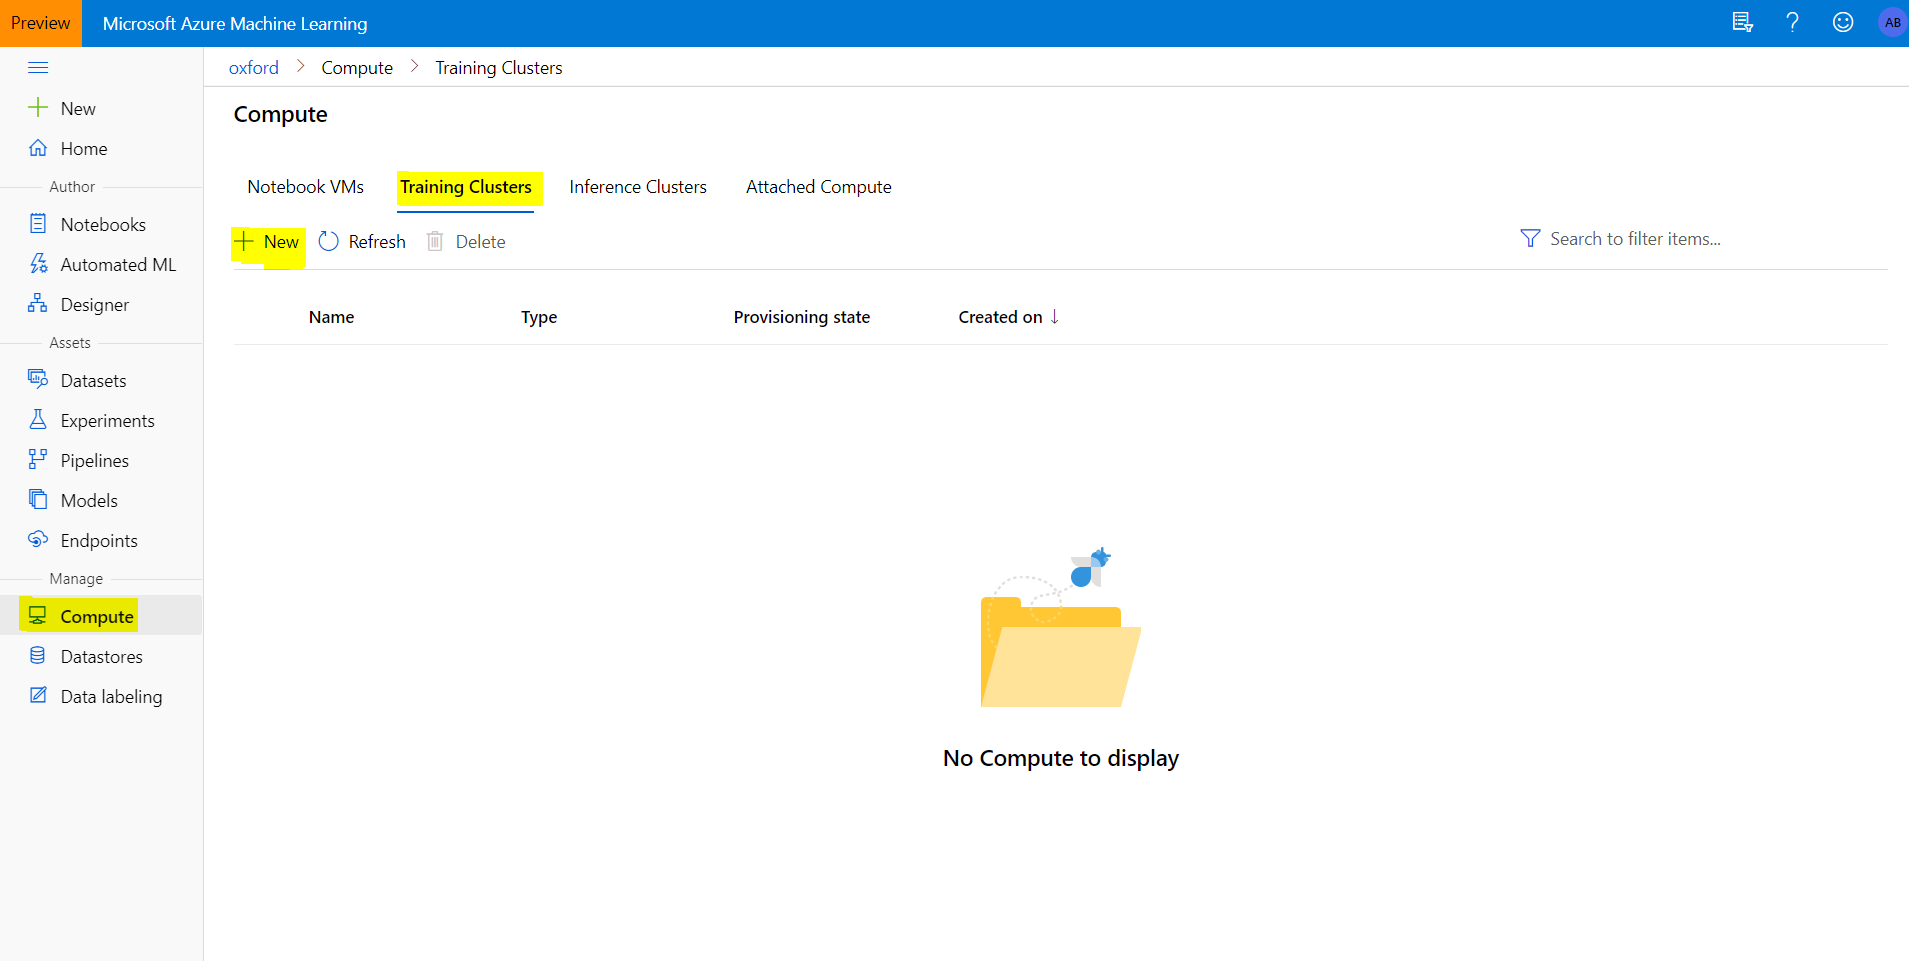 Preview
Microsoft Azure Machine Learning
AB
oxford > Compute > Training Clusters
New
Home
Author
Notebooks
Automated ML
Designer
Assets
Datasets
Experiments
Pipelines
Models
Endpoints
Manage
Compute
Datastores
Data labeling
Compute
Notebook VMs Training Clusters Inference Clusters Attached Compute
New Refresh Delete Search to filter items...
Name Type Provisioning state Created on ↓
No Compute to display